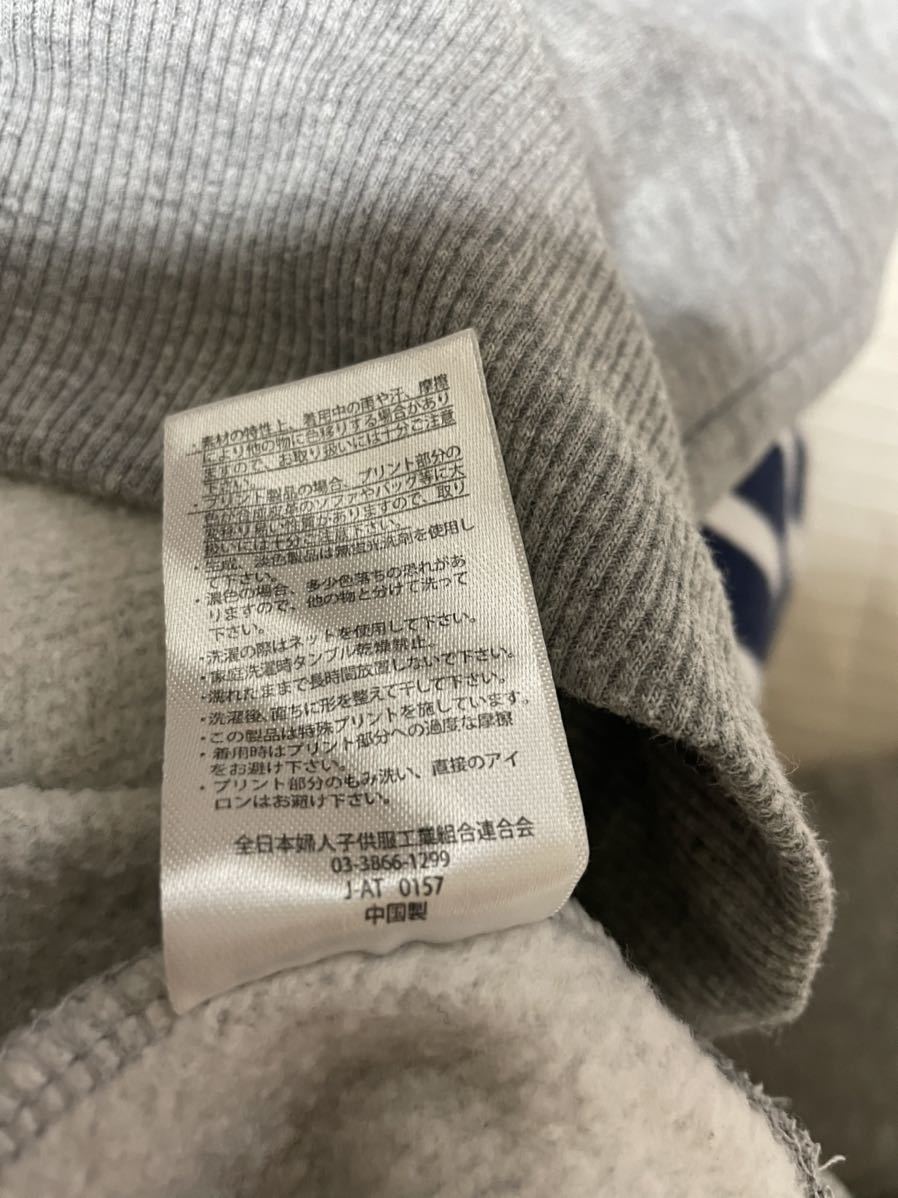 ・素材の特性上、着用中の雨や汗、摩擦
により他の物に色移りする場合があり
ますので、お取り扱いには十分ご注意
下さい。
・プリント製品の場合、プリント部分の
ソファやバッグ等に大
変移り易い性質がありますので、取り
扱いには十分ご注意下さい。
・生成、淡色製品は無蛍光洗剤を使用し
て下さい。
・濃色の場合、多少色落ちの恐れがあ
りますので、他の物と分けて洗って
下さい。
・洗濯の際はネットを使用して下さい。
・家庭洗濯時タンブル乾燥禁止。
・濡れたままで長時間放置しないで下さい。
・洗濯後、直ちに形を整えて干して下さい。
・この製品は特殊プリントを施しています。
・着用時はプリント部分への過度な摩擦
をお避け下さい。
・プリント部分のもみ洗い、直接のアイ
ロンはお避け下さい。
全日本婦人子供服工業組合連合会
03-3866-1299
J-AT 0157
中国製